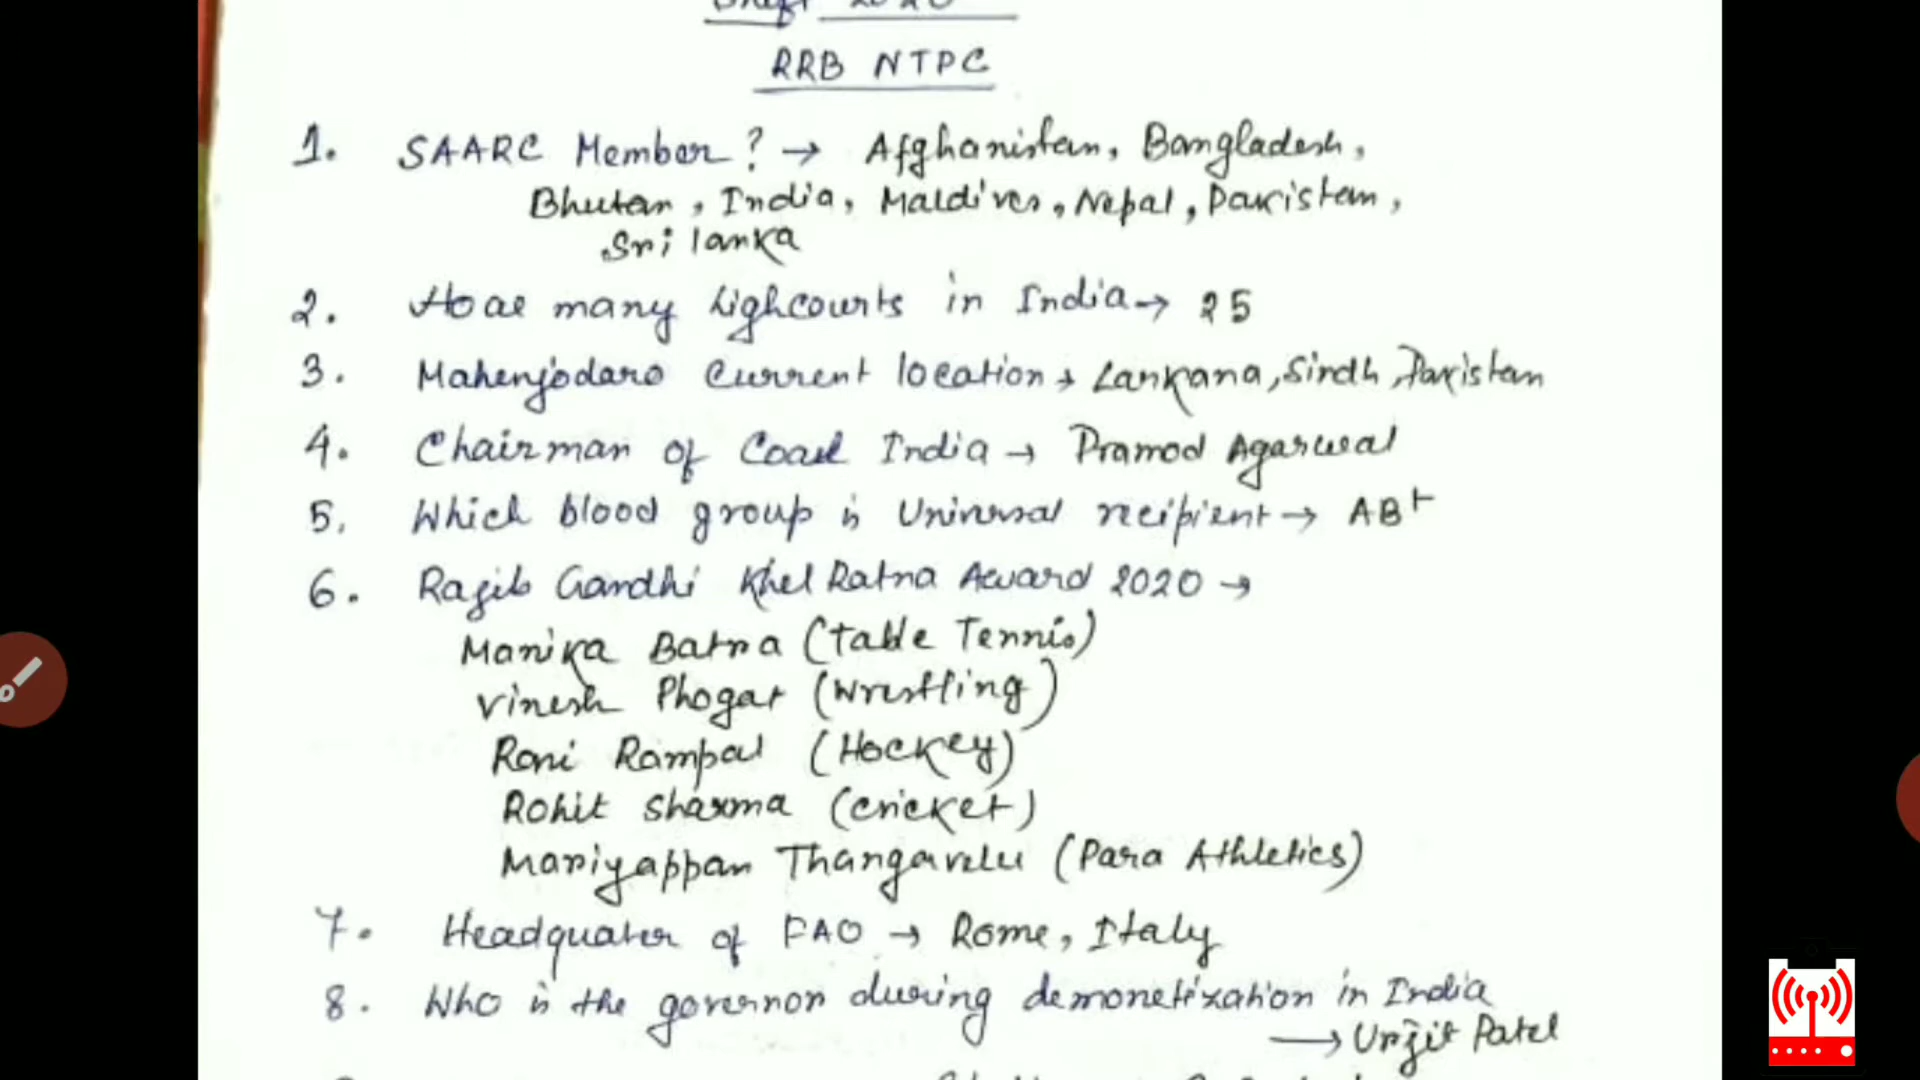 Shift 2020
RRB NTPC
1. SAARC Member? → Afghanistan, Bangladesh,
Bhutan, India, Maldives, Nepal, Pakistan,
Sri lanka
2. How many highcourts in India → 25
3. Mahenjodaro Current location → Larkana, Sindh, Pakistan
4. Chairman of Coal India → Pramod Agarwal
5. Which blood group is Universal recipient → AB+
6. Rajib Gandhi Khel Ratna Award 2020 →
Manika Batra (Table Tennis)
Vinesh Phogat (Wrestling)
Rani Rampal (Hockey)
Rohit Sharma (Cricket)
Mariyappan Thangavelu (Para Athletics)
7. Headquater of FAO → Rome, Italy
8. Who is the governor during demonetization in India
→ Urjit Patel